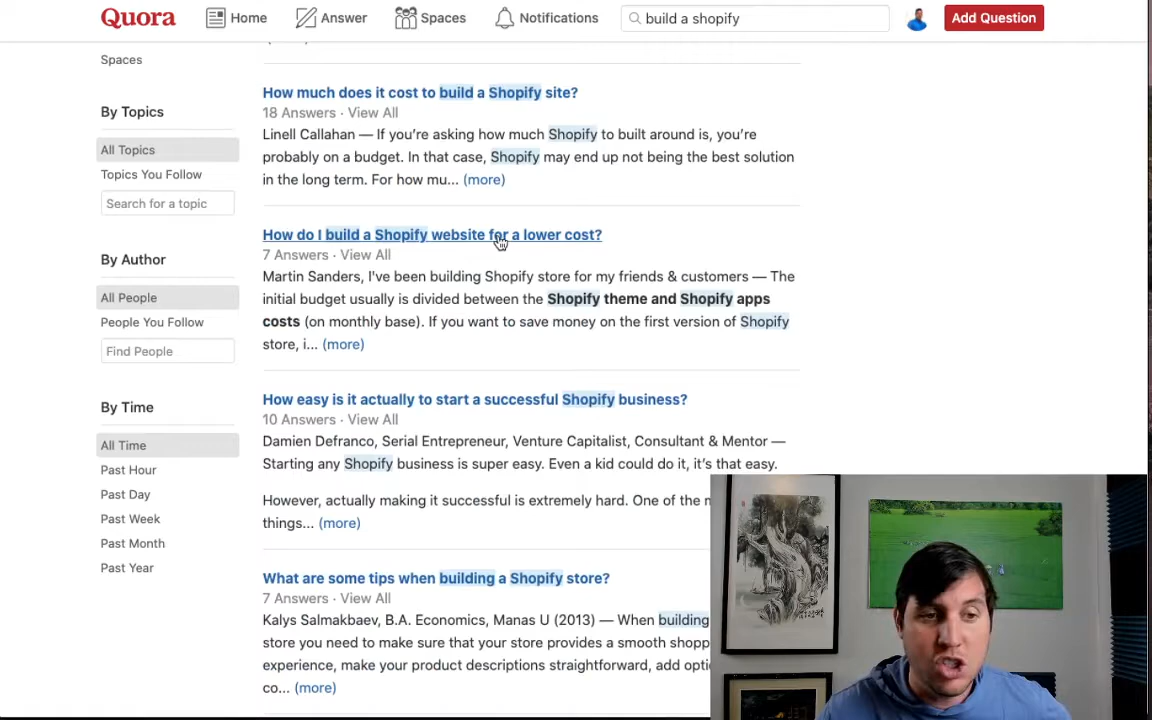 Quora
Home
Answer
Spaces
Notifications
build a shopify
Add Question
Spaces
By Topics
All Topics
Topics You Follow
Search for a topic
By Author
All People
People You Follow
Find People
By Time
All Time
Past Hour
Past Day
Past Week
Past Month
Past Year
How much does it cost to build a Shopify site?
18 Answers · View All
Linell Callahan — If you're asking how much Shopify to built around is, you're
probably on a budget. In that case, Shopify may end up not being the best solution
in the long term. For how mu... (more)
How do I build a Shopify website for a lower cost?
7 Answers · View All
Martin Sanders, I've been building Shopify store for my friends & customers — The
initial budget usually is divided between the Shopify theme and Shopify apps
costs (on monthly base). If you want to save money on the first version of Shopify
store, i... (more)
How easy is it actually to start a successful Shopify business?
10 Answers · View All
Damien Defranco, Serial Entrepreneur, Venture Capitalist, Consultant & Mentor —
Starting any Shopify business is super easy. Even a kid could do it, it's that easy.
However, actually making it successful is extremely hard. One of the
things... (more)
What are some tips when building a Shopify store?
7 Answers · View All
Kalys Salmakbaev, B.A. Economics, Manas U (2013) — When building
store you need to make sure that your store provides a smooth
experience, make your product descriptions straightforward, add
co... (more)